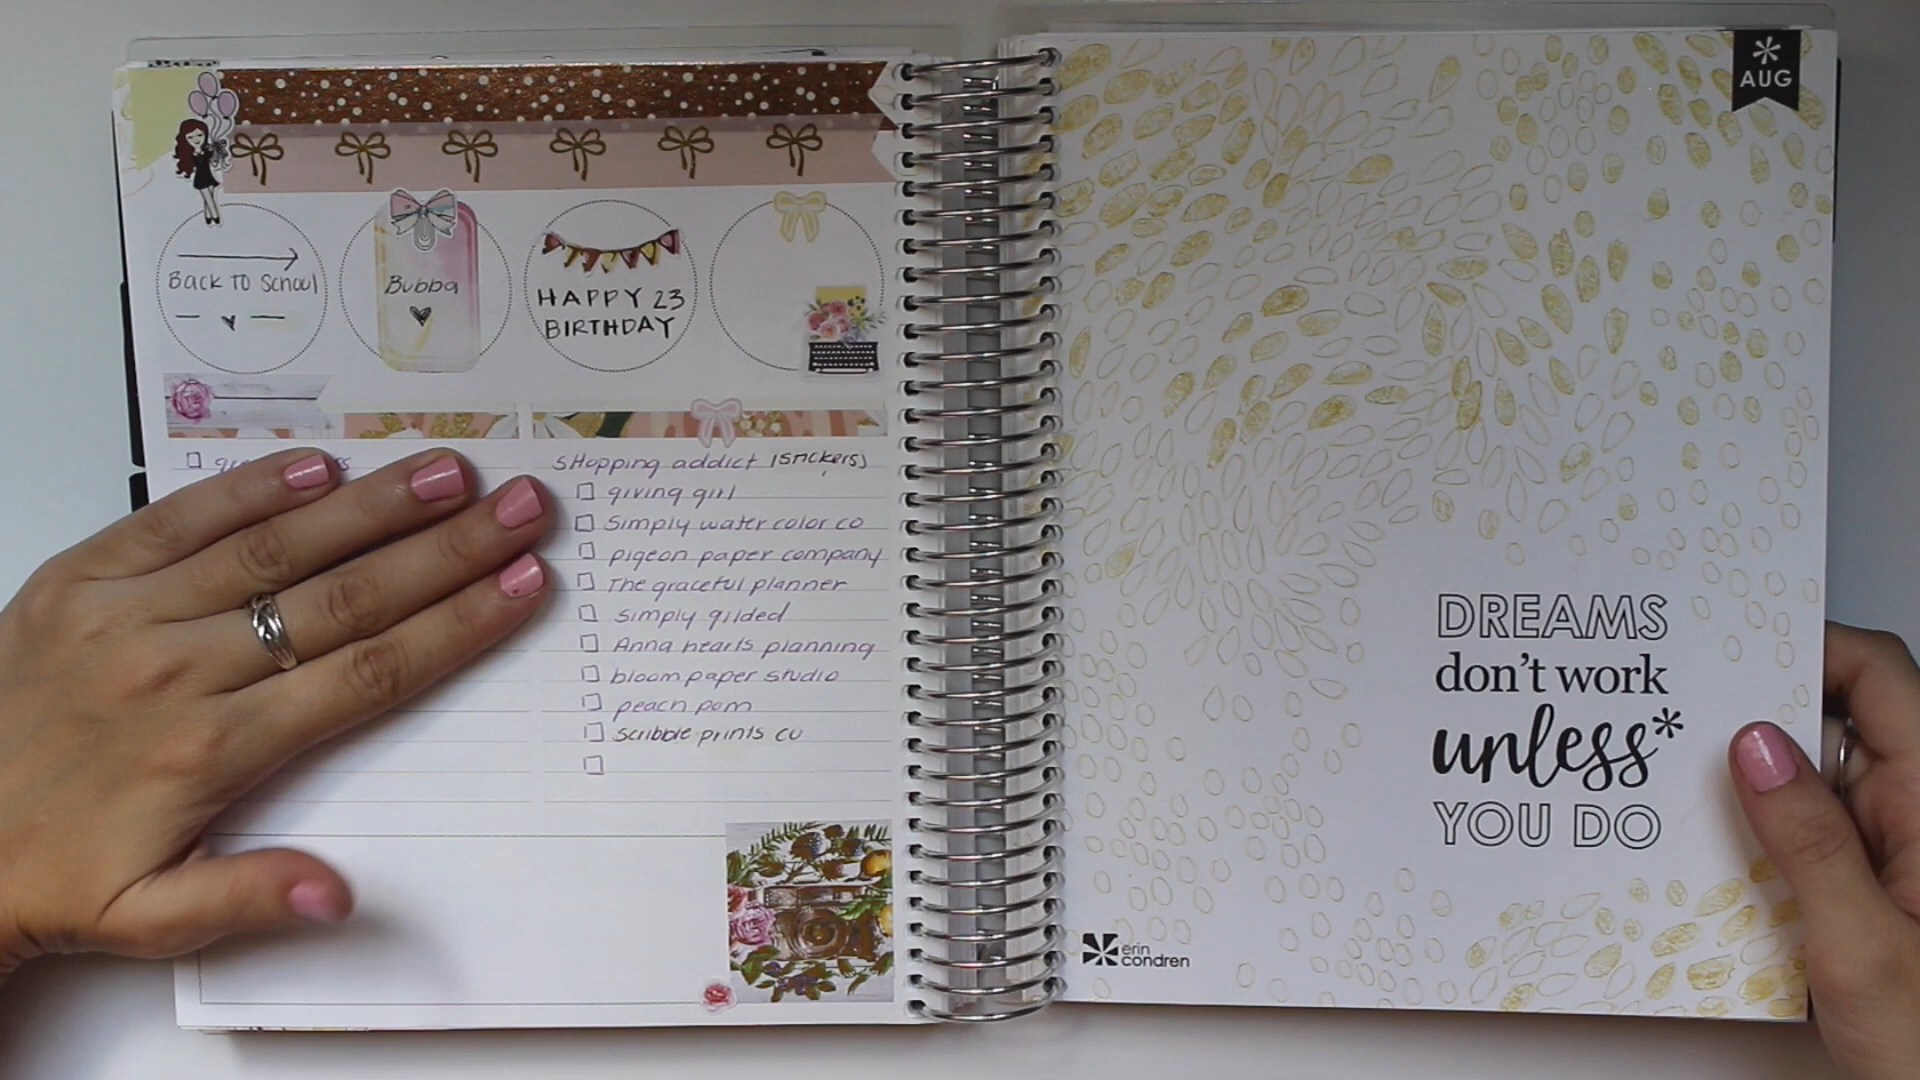 Back to School
Bubba
HAPPY 23
BIRTHDAY
Shopping addict (stickers)
giving girl
Simply watercolor co
pigeon paper company
The graceful planner
Simply gilded
Anna hearts planning
bloom paper studio
peach pom
Scribble prints co
AUG
DREAMS
don't work
unless*
YOU DO
erin
condren